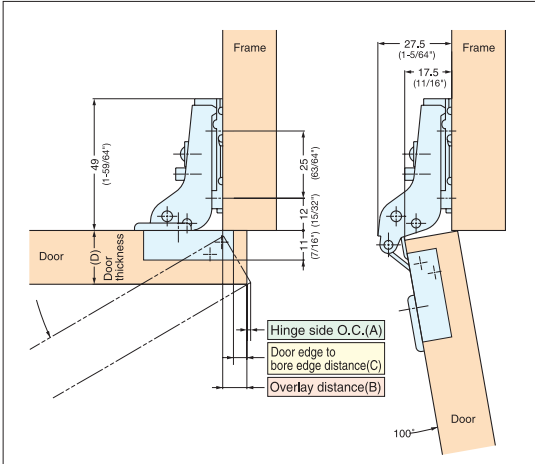 Frame
49
(1-59/64")
25
(63/64")
12
(15/32")
11
(7/16")
Door
(D)
Door
thickness
Hinge side O.C.(A)
Door edge to
bore edge distance(C)
Overlay distance(B)
27.5
(1-5/64")
17.5
(11/16")
Frame
Door
100°